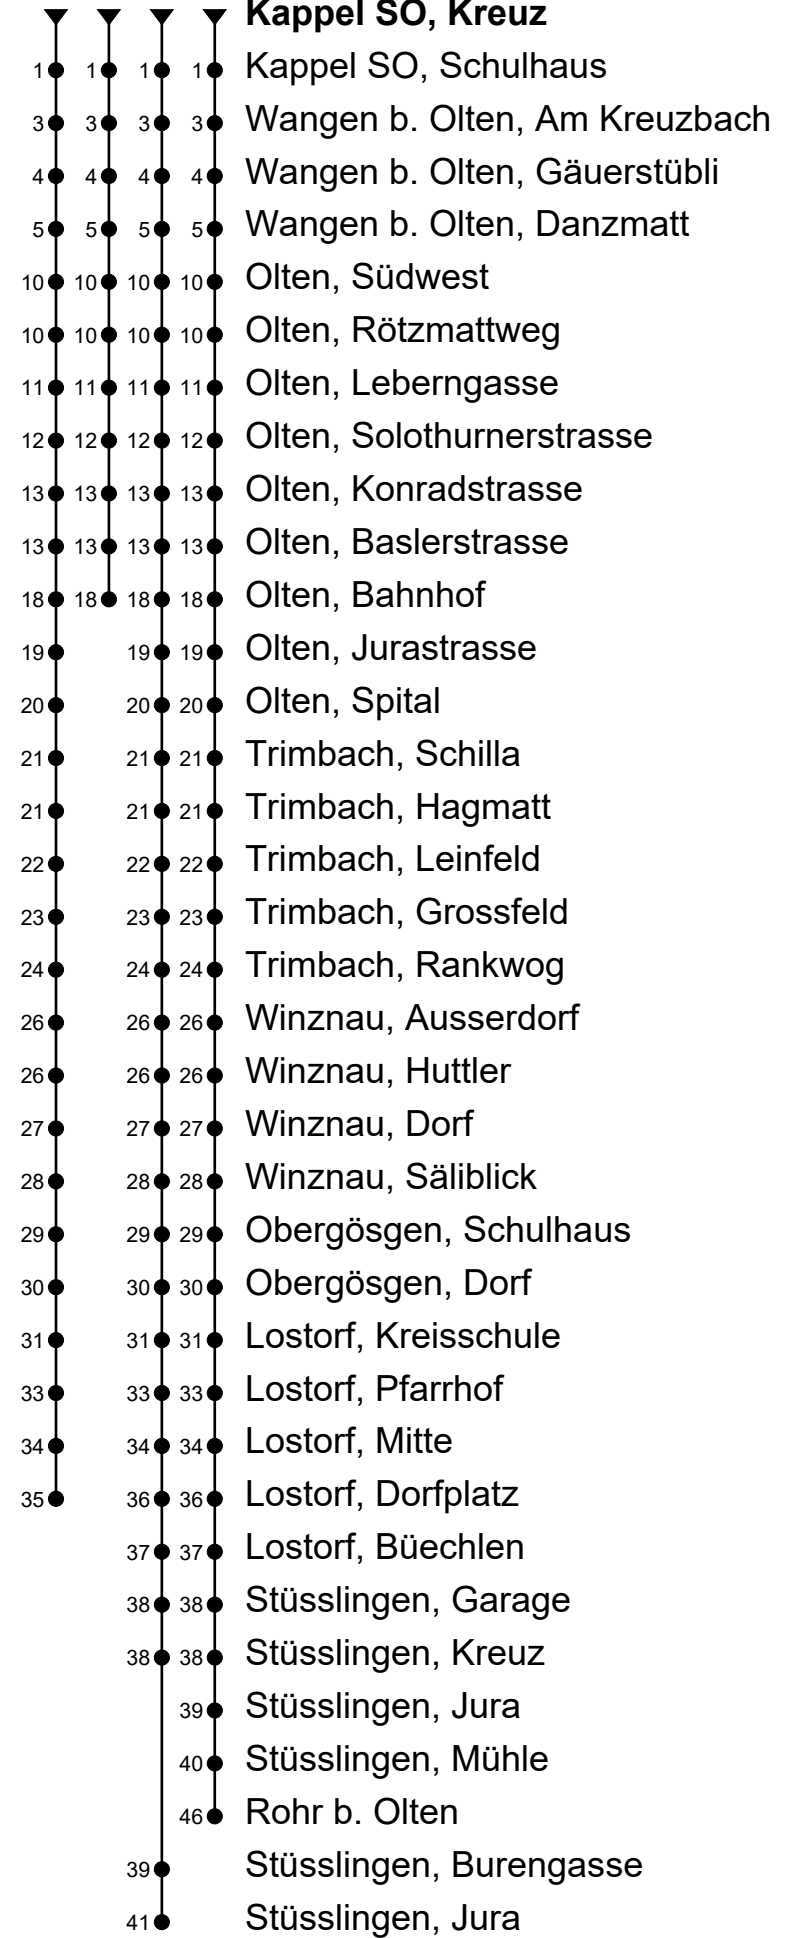 Kappel SO, Kreuz
1 1 1 1 Kappel SO, Schulhaus
3 3 3 3 Wangen b. Olten, Am Kreuzbach
4 4 4 4 Wangen b. Olten, Gäuerstübli
5 5 5 5 Wangen b. Olten, Danzmatt
10 10 10 10 Olten, Südwest
10 10 10 10 Olten, Rötzmattweg
11 11 11 11 Olten, Leberngasse
12 12 12 12 Olten, Solothurnerstrasse
13 13 13 13 Olten, Konradstrasse
13 13 13 13 Olten, Baslerstrasse
18 18 18 18 Olten, Bahnhof
19 19 19 Olten, Jurastrasse
20 20 20 Olten, Spital
21 21 21 Trimbach, Schilla
21 21 21 Trimbach, Hagmatt
22 22 22 Trimbach, Leinfeld
23 23 23 Trimbach, Grossfeld
24 24 24 Trimbach, Rankwog
26 26 26 Winznau, Ausserdorf
26 26 26 Winznau, Huttler
27 27 27 Winznau, Dorf
28 28 28 Winznau, Säliblick
29 29 29 Obergösgen, Schulhaus
30 30 30 Obergösgen, Dorf
31 31 31 Lostorf, Kreisschule
33 33 33 Lostorf, Pfarrhof
34 34 34 Lostorf, Mitte
35 36 36 Lostorf, Dorfplatz
37 37 Lostorf, Büechlen
38 38 Stüsslingen, Garage
38 38 Stüsslingen, Kreuz
39 Stüsslingen, Jura
40 Stüsslingen, Mühle
46 Rohr b. Olten
39 Stüsslingen, Burengasse
41 Stüsslingen, Jura